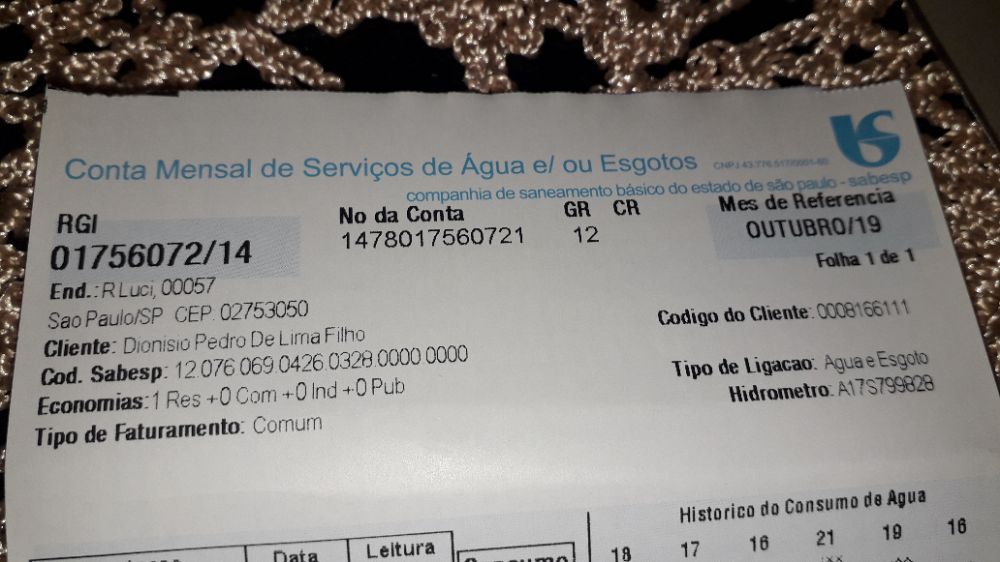 Conta Mensal de Serviços de Água e/ ou Esgotos CNPJ 43.776.517/0001-80
companhia de saneamento básico do estado de são paulo - sabesp
RGI No da Conta GR CR Mes de Referencia
01756072/14 1478017560721 12 OUTUBRO/19
Folha 1 de 1
End.: R Luci, 00057
Sao Paulo/SP CEP. 02753050
Codigo do Cliente: 0008166111
Cliente: Dionisio Pedro De Lima Filho
Cod. Sabesp: 12.076.069.0426.0328.0000.0000
Tipo de Ligacao: Agua e Esgoto
Economias: 1 Res +0 Com +0 Ind +0 Pub
Hidrometro: A17S799828
Tipo de Faturamento: Comum
Historico do Consumo de Agua
Data Leitura
18 17 16 21 19 16